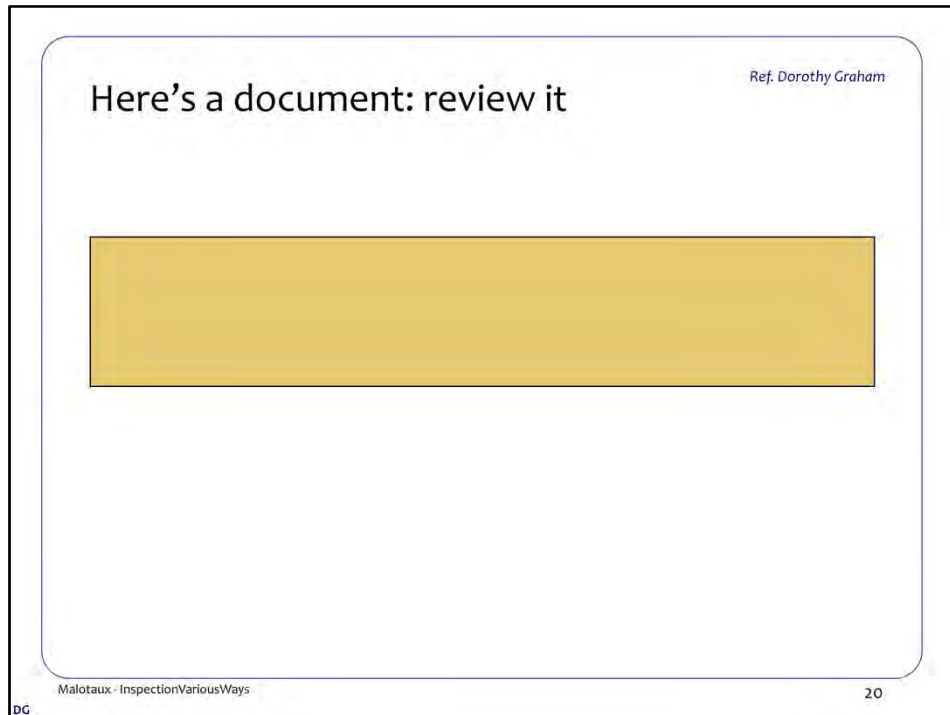 Ref. Dorothy Graham
Here's a document: review it
Malotaux - InspectionVariousWays
20
DG